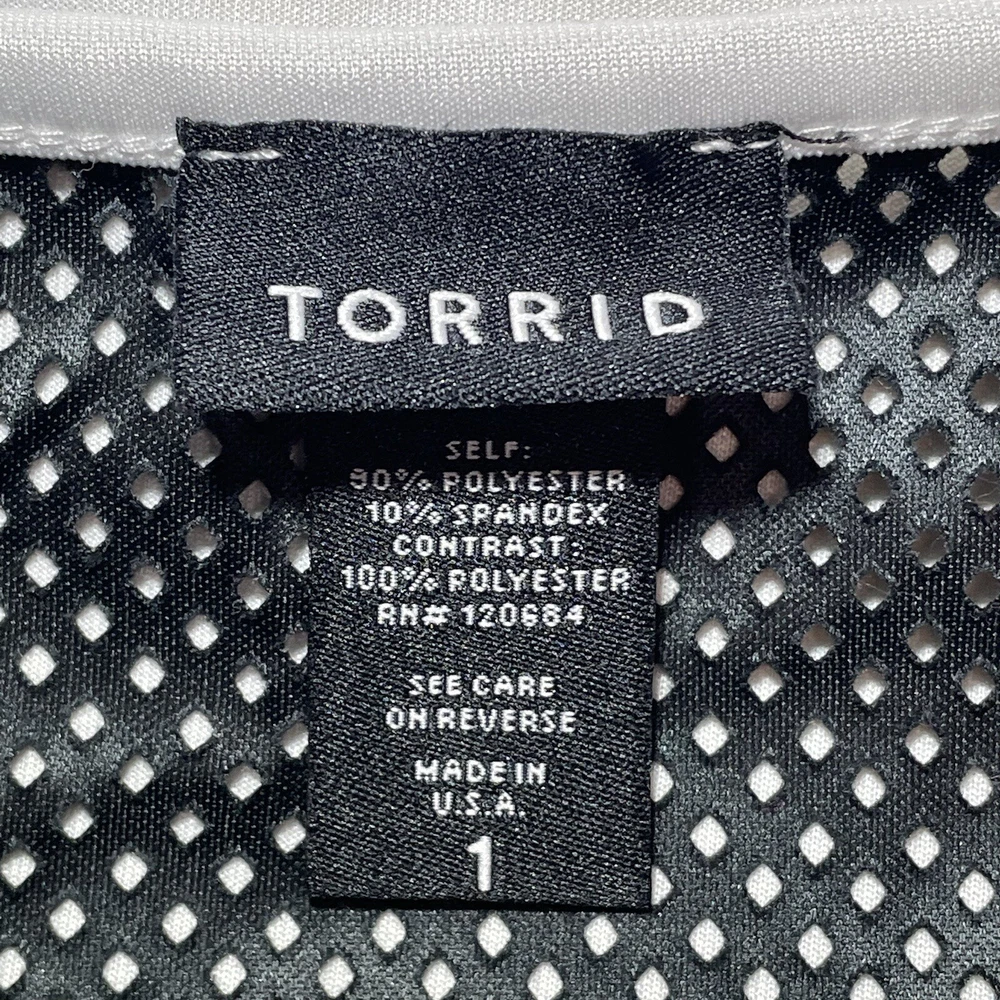 TORRID
SELF:
90% POLYESTER
10% SPANDEX
CONTRAST:
100% POLYESTER
RN# 120684
SEE CARE
ON REVERSE
MADE IN
U.S.A.
1